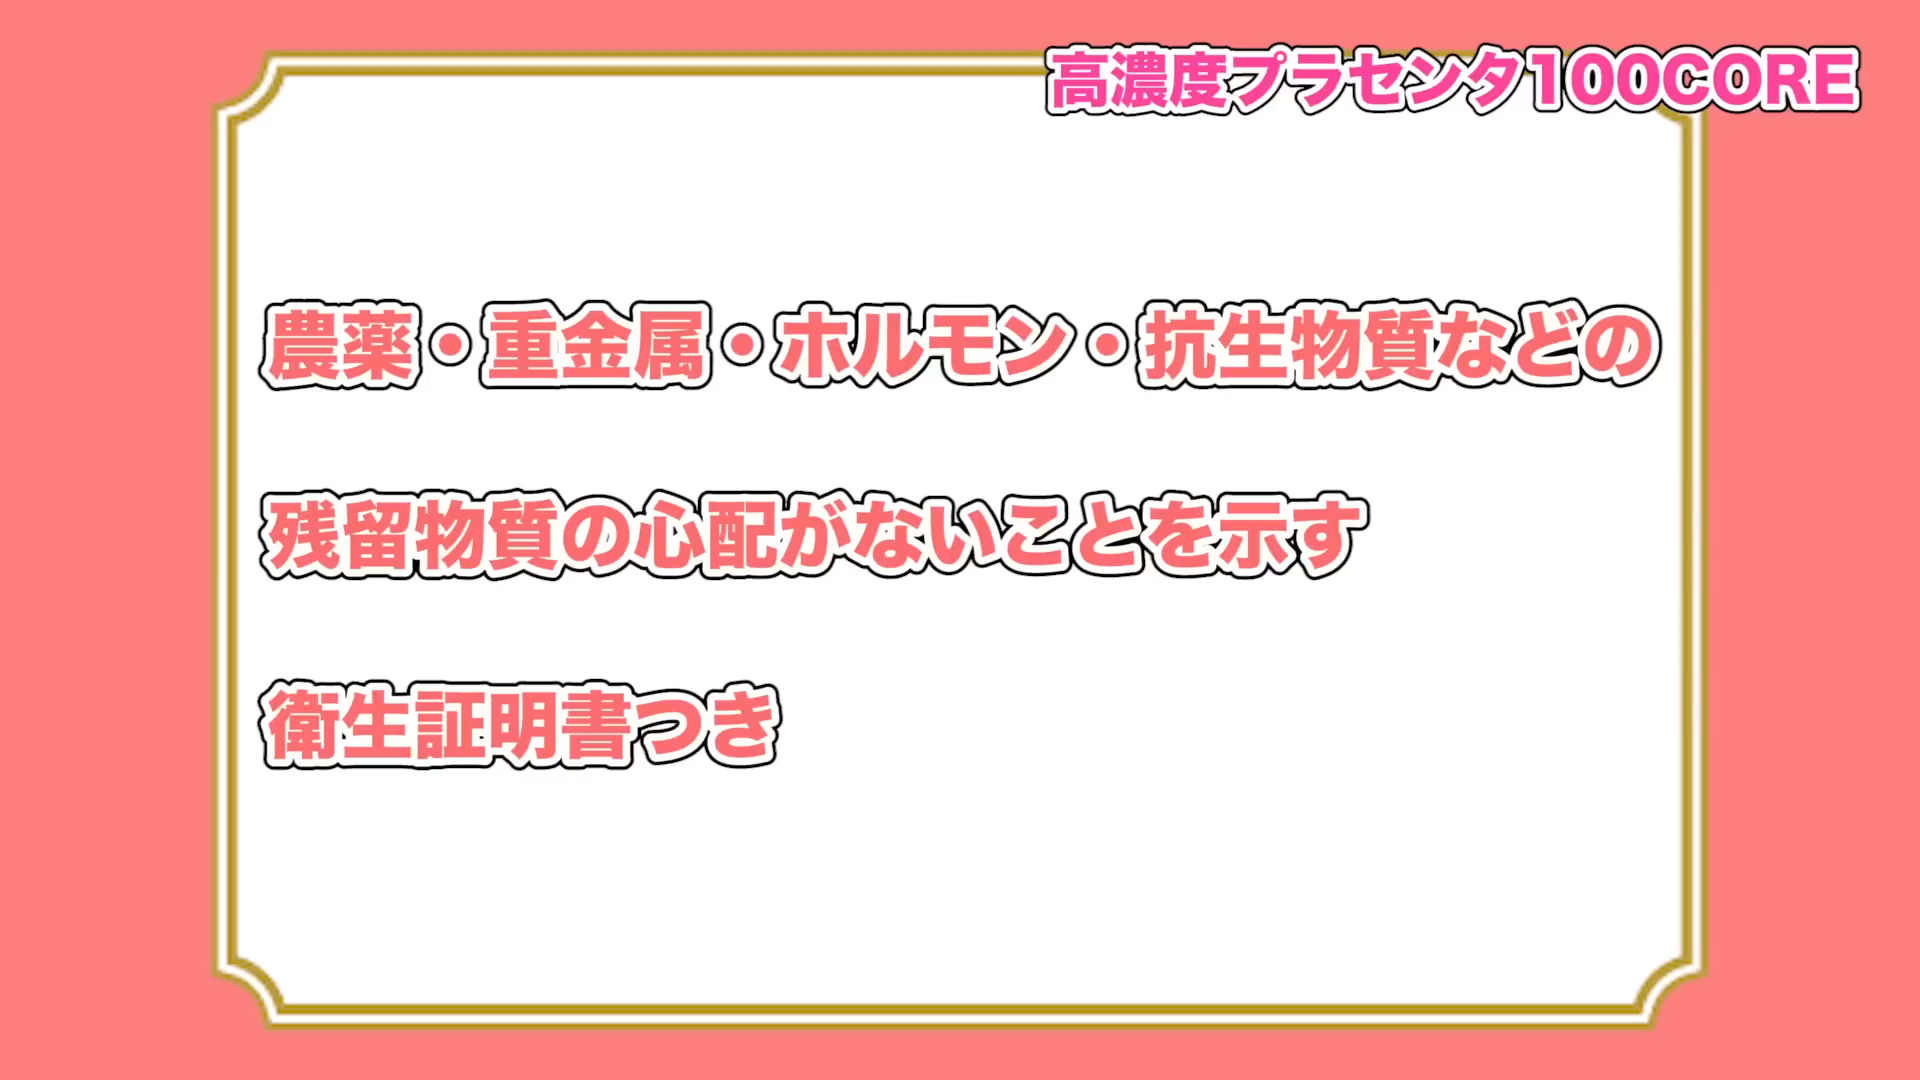 高濃度プラセンタ100CORE
農薬・重金属・ホルモン・抗生物質などの
残留物質の心配がないことを示す
衛生証明書つき